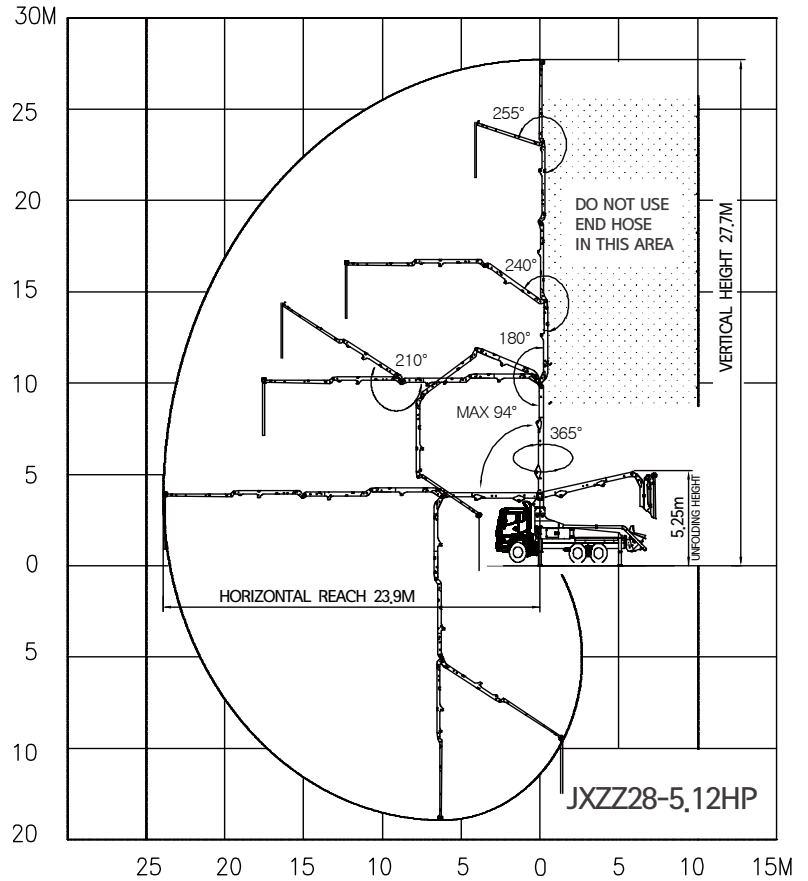 30M
25
20
15
10
5
0
5
10
20
255°
DO NOT USE
END HOSE
IN THIS AREA
VERTICAL HEIGHT 27.7M
240°
180°
210°
MAX 94°
365°
5.25m
UNFOLDING HEIGHT
HORIZONTAL REACH 23.9M
JXZZ28-5.12HP
25 20 15 10 5 0 5 10 15M